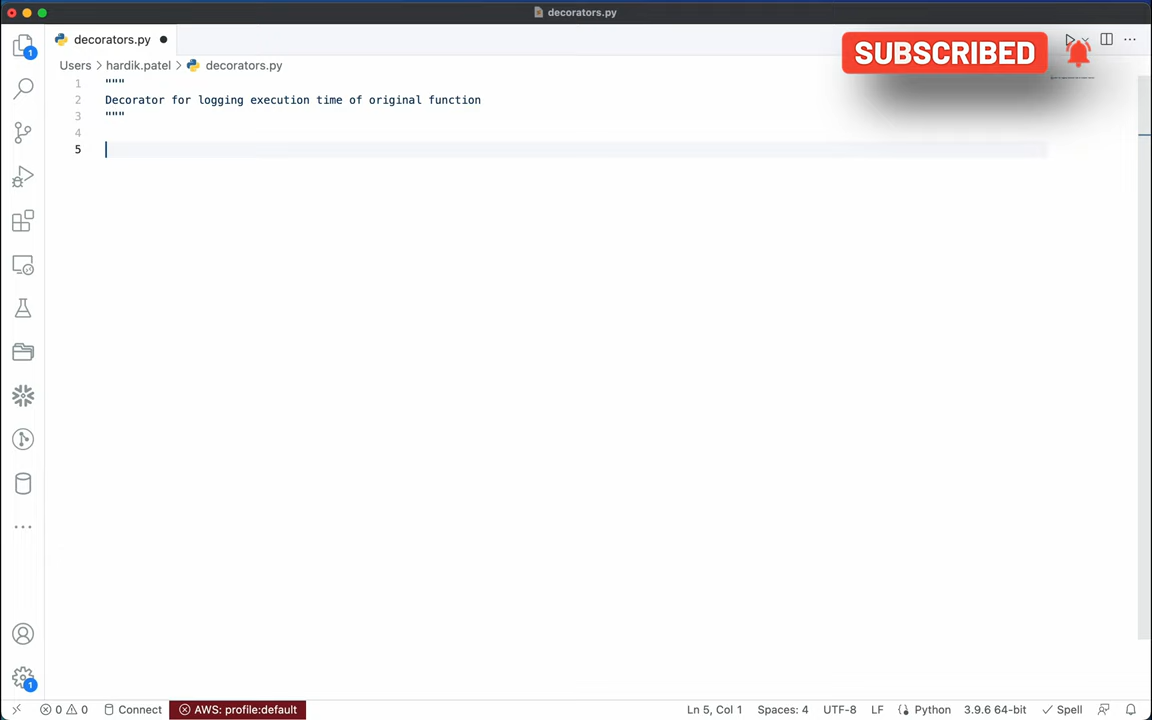 decorators.py
decorators.py
SUBSCRIBED
Users > hardik.patel > decorators.py
1 """
2 Decorator for logging execution time of original function
3 """
4
5
1
1
0 0 Connect AWS: profile:default Ln 5, Col 1 Spaces: 4 UTF-8 LF Python 3.9.6 64-bit Spell